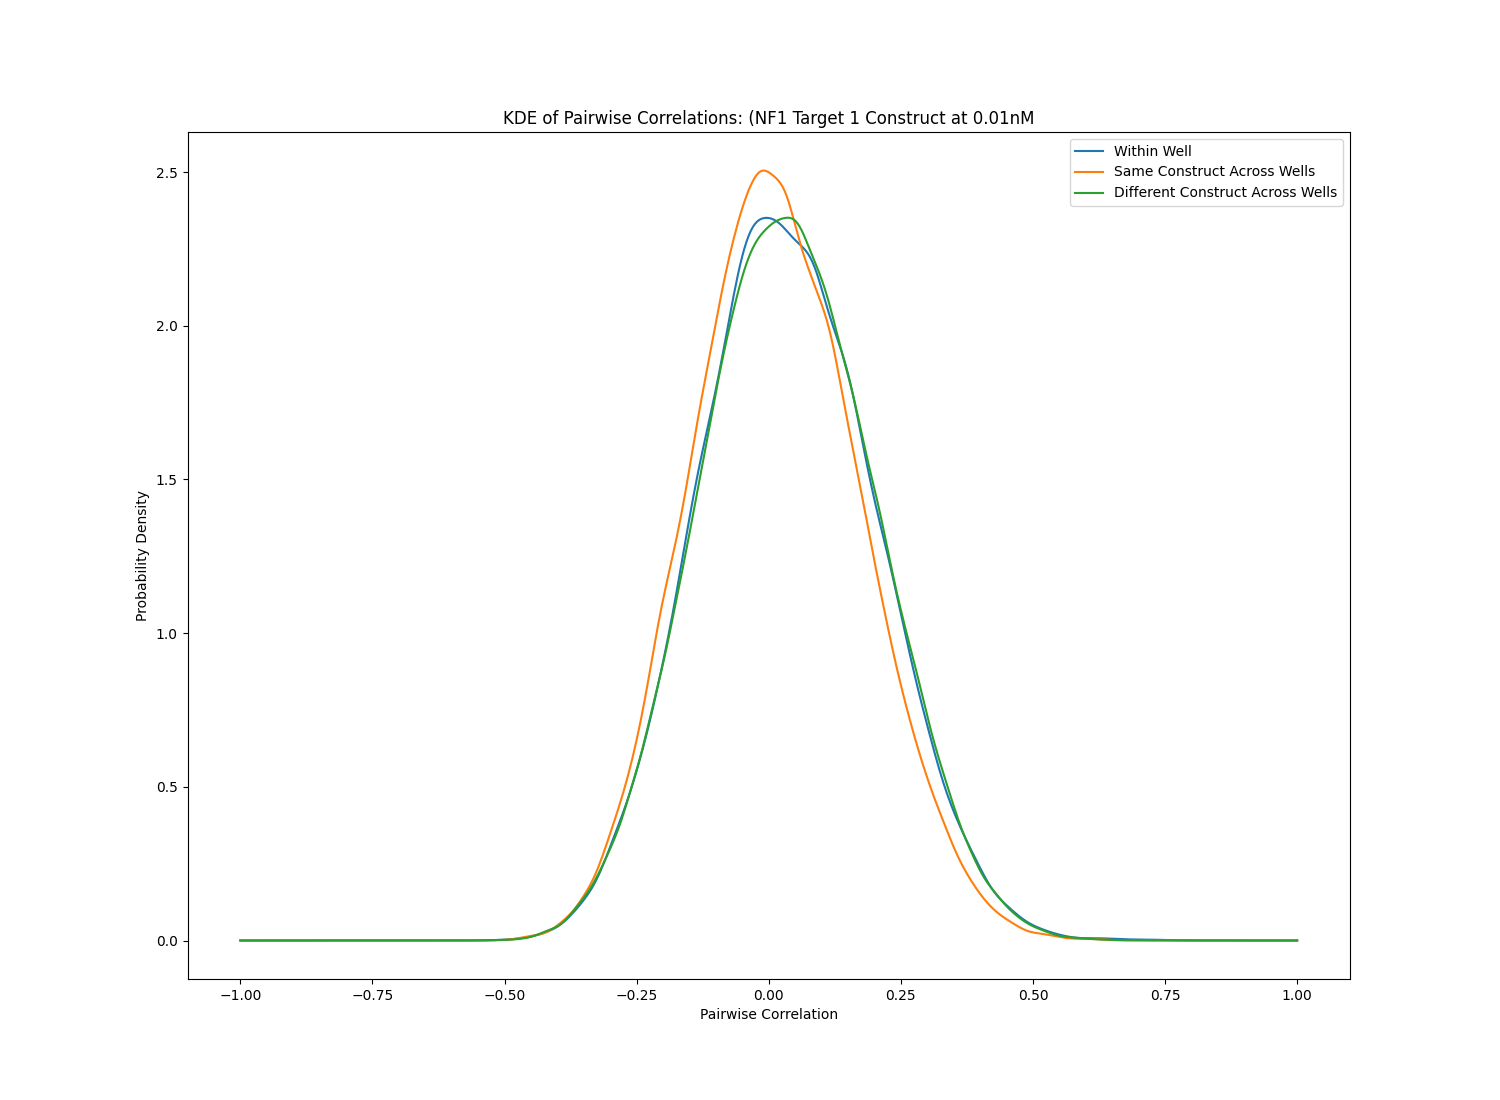 KDE of Pairwise Correlations: (NF1 Target 1 Construct at 0.01nM
Within Well
Same Construct Across Wells
Different Construct Across Wells
2.5
2.0
1.5
1.0
0.5
0.0
Probability Density
−1.00 −0.75 −0.50 −0.25 0.00 0.25 0.50 0.75 1.00
Pairwise Correlation